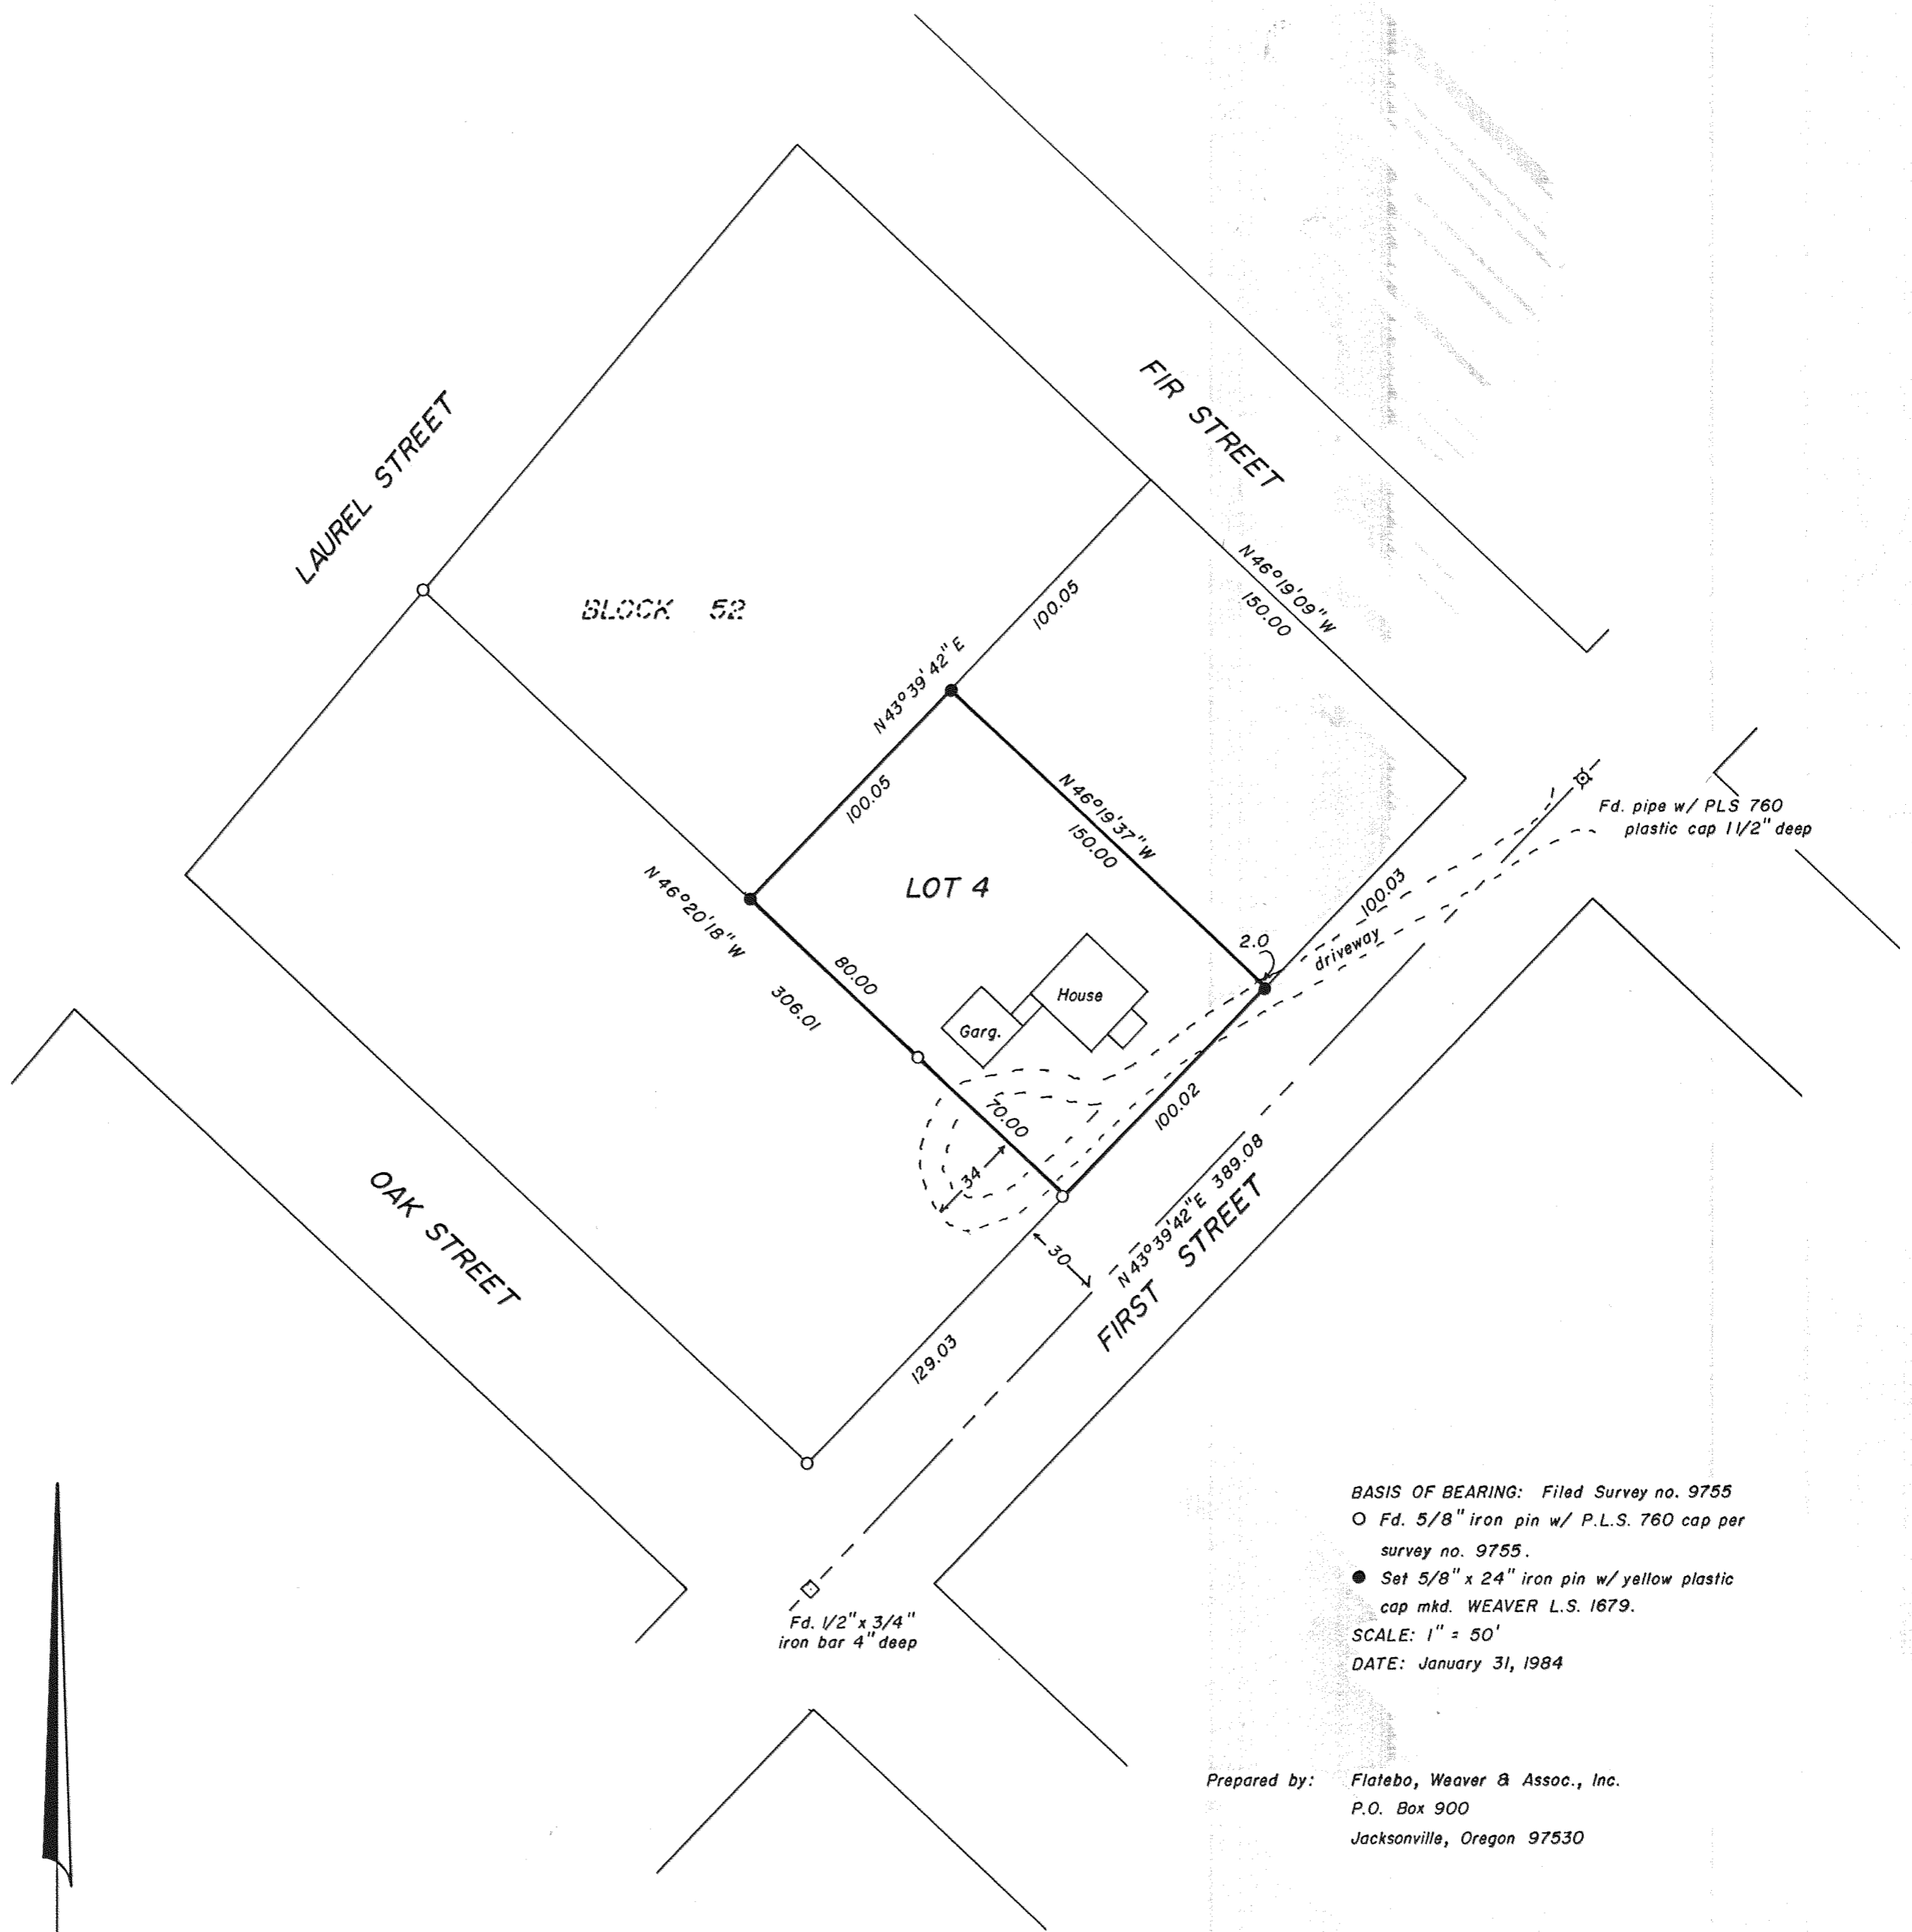 FIR STREET
LAUREL STREET
BLOCK 52
N46°19'09"W
150.00
100.05
N43°39'42"E
100.05
N46°19'37"W
150.00
Fd. pipe w/ PLS 760
plastic cap 1 1/2" deep
LOT 4
N46°20'18"W
100.03
2.0
driveway
80.00
306.01
House
Garg.
70.00
100.02
34
N43°39'42"E 389.08
FIRST STREET
OAK STREET
30
129.03
Fd. 1/2" x 3/4"
iron bar 4" deep
BASIS OF BEARING: Filed Survey no. 9755
Fd. 5/8" iron pin w/ P.L.S. 760 cap per
survey no. 9755.
Set 5/8" x 24" iron pin w/ yellow plastic
cap mkd. WEAVER L.S. 1679.
SCALE: 1" = 50'
DATE: January 31, 1984
Prepared by: Flatebo, Weaver & Assoc., Inc.
P.O. Box 900
Jacksonville, Oregon 97530